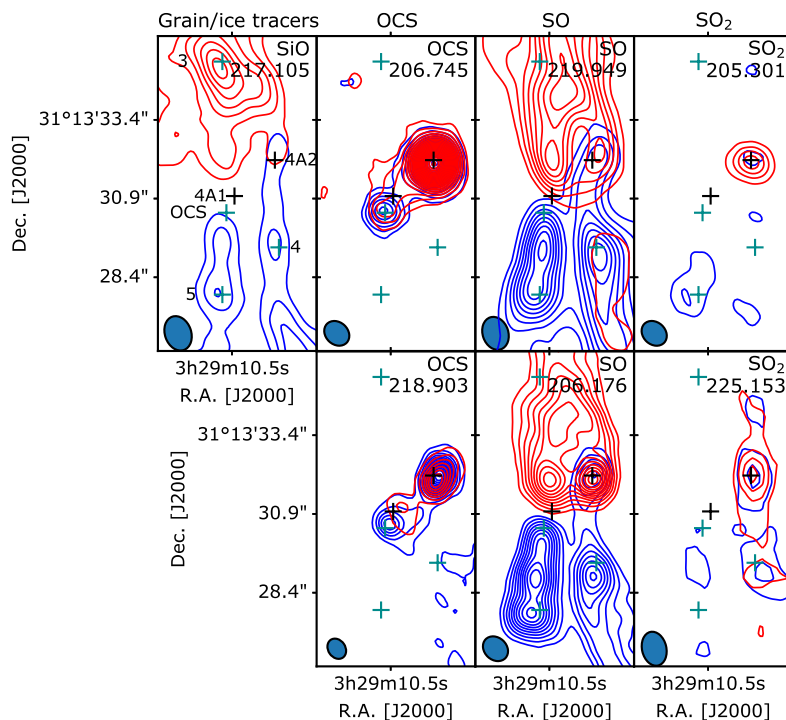 Grain/ice tracers OCS SO SO₂
SiO OCS SO SO₂
3 217.105 206.745 219.949 205.301
31°13'33.4"
4A2
Dec. [J2000]
30.9" 4A1
OCS
4
28.4"
5
3h29m10.5s OCS SO SO₂
R.A. [J2000] 218.903 206.176 225.153
31°13'33.4"
Dec. [J2000]
30.9"
28.4"
3h29m10.5s 3h29m10.5s 3h29m10.5s
R.A. [J2000] R.A. [J2000] R.A. [J2000]